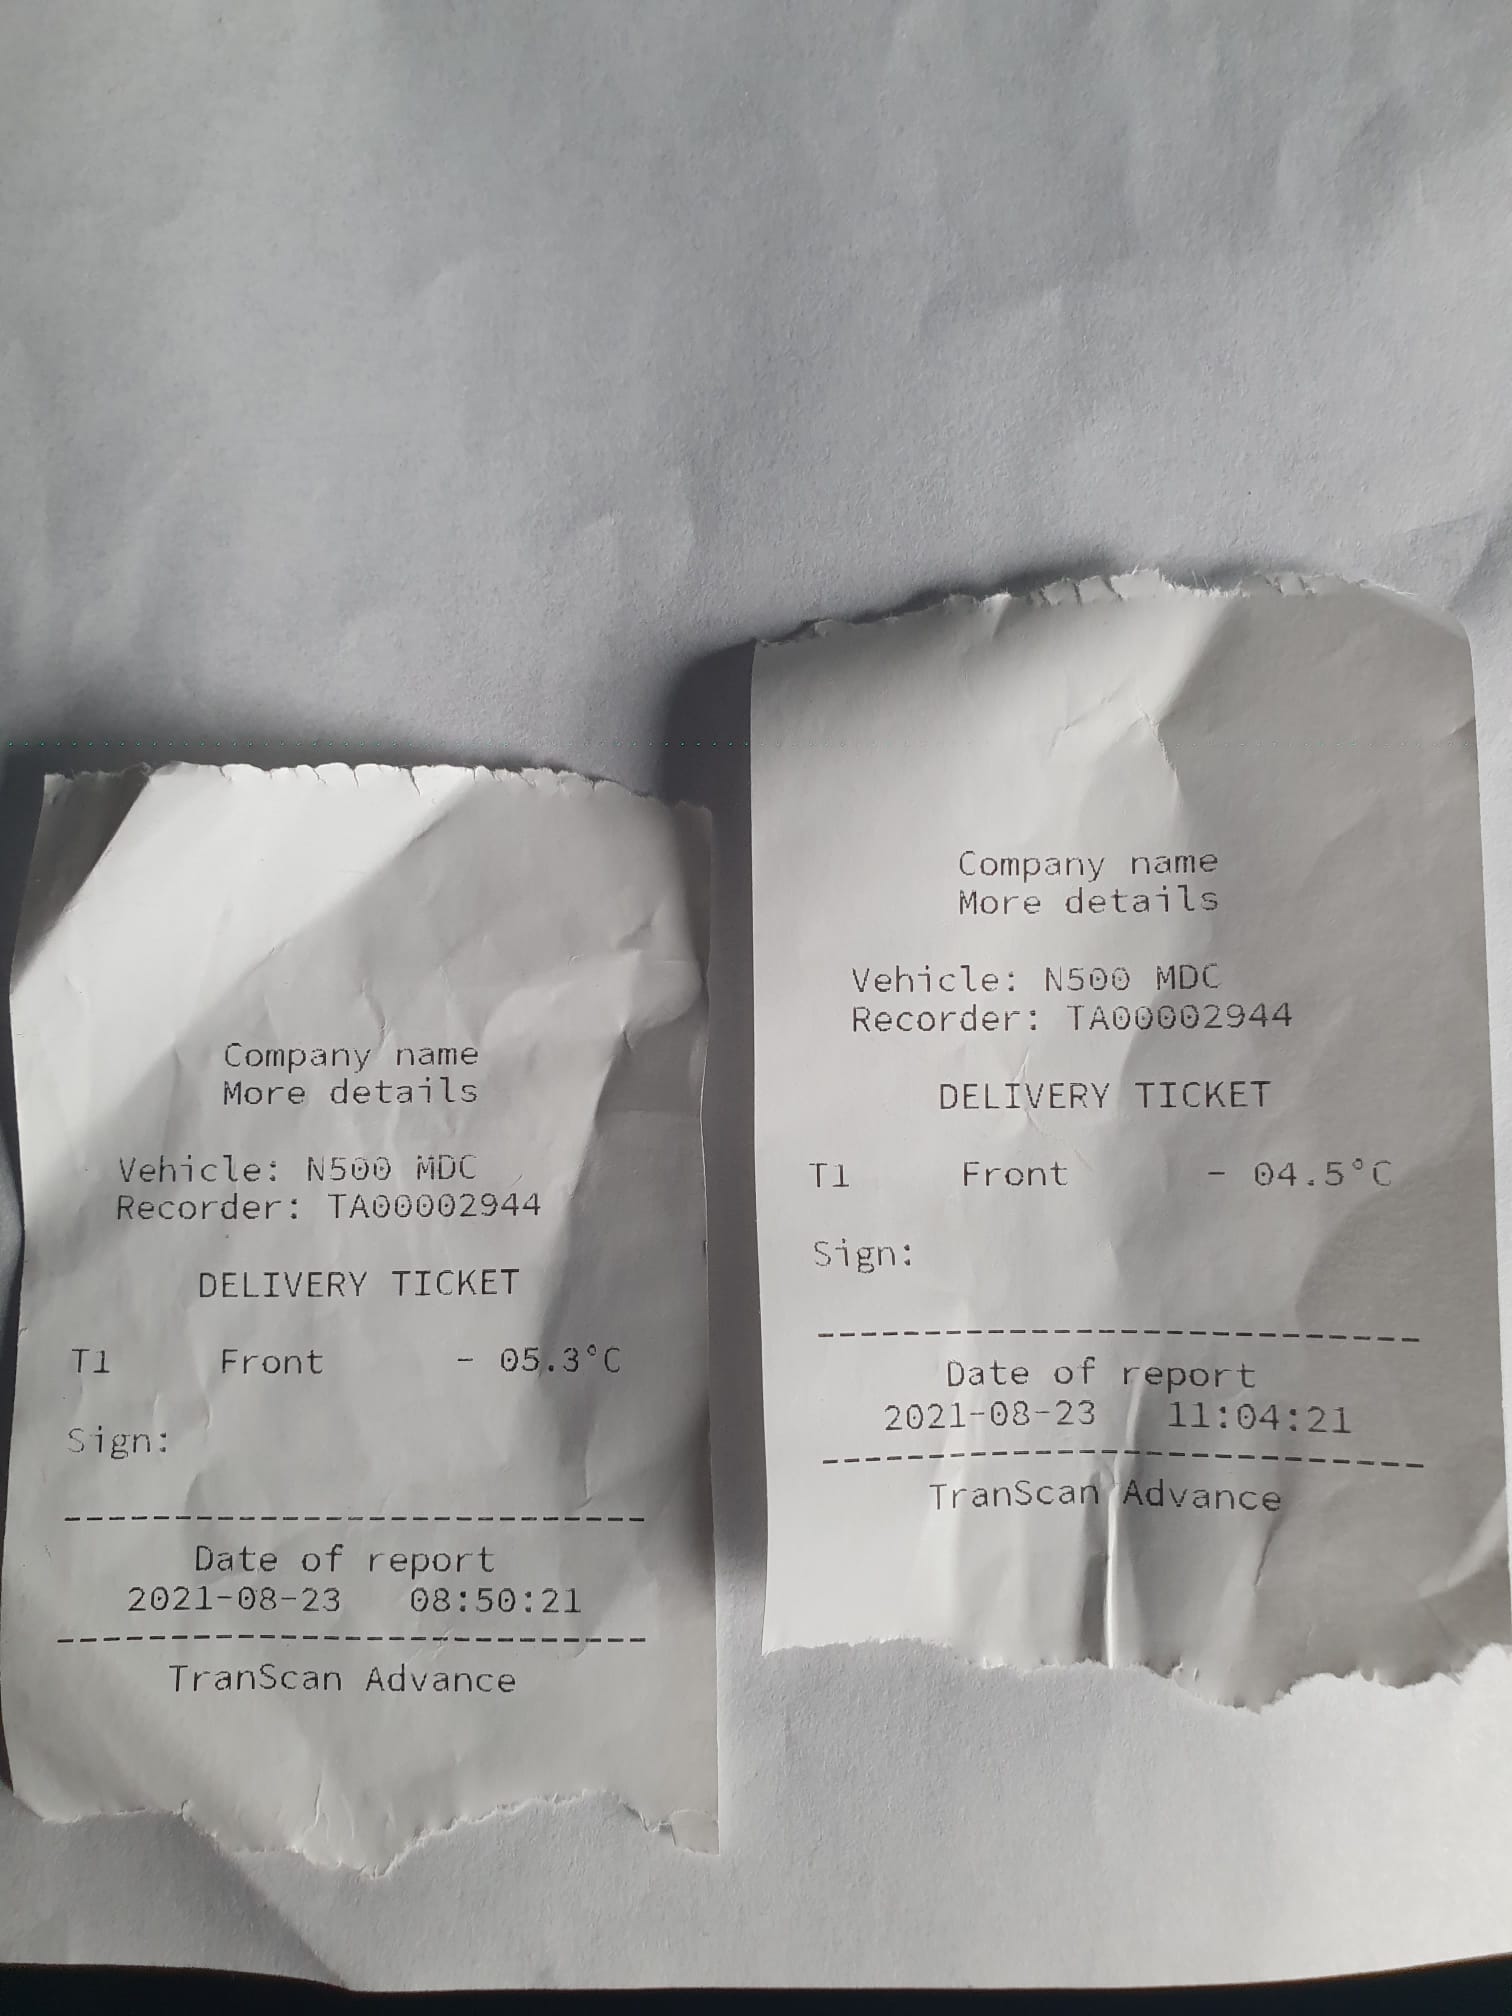 Company name
More details
Vehicle: N500 MDC
Recorder: TA00002944
DELIVERY TICKET
T1 Front - 05.3°C
Sign:
---------------------------
Date of report
2021-08-23 08:50:21
---------------------------
TranScan Advance
Company name
More details
Vehicle: N500 MDC
Recorder: TA00002944
DELIVERY TICKET
T1 Front - 04.5°C
Sign:
---------------------------
Date of report
2021-08-23 11:04:21
---------------------------
TranScan Advance